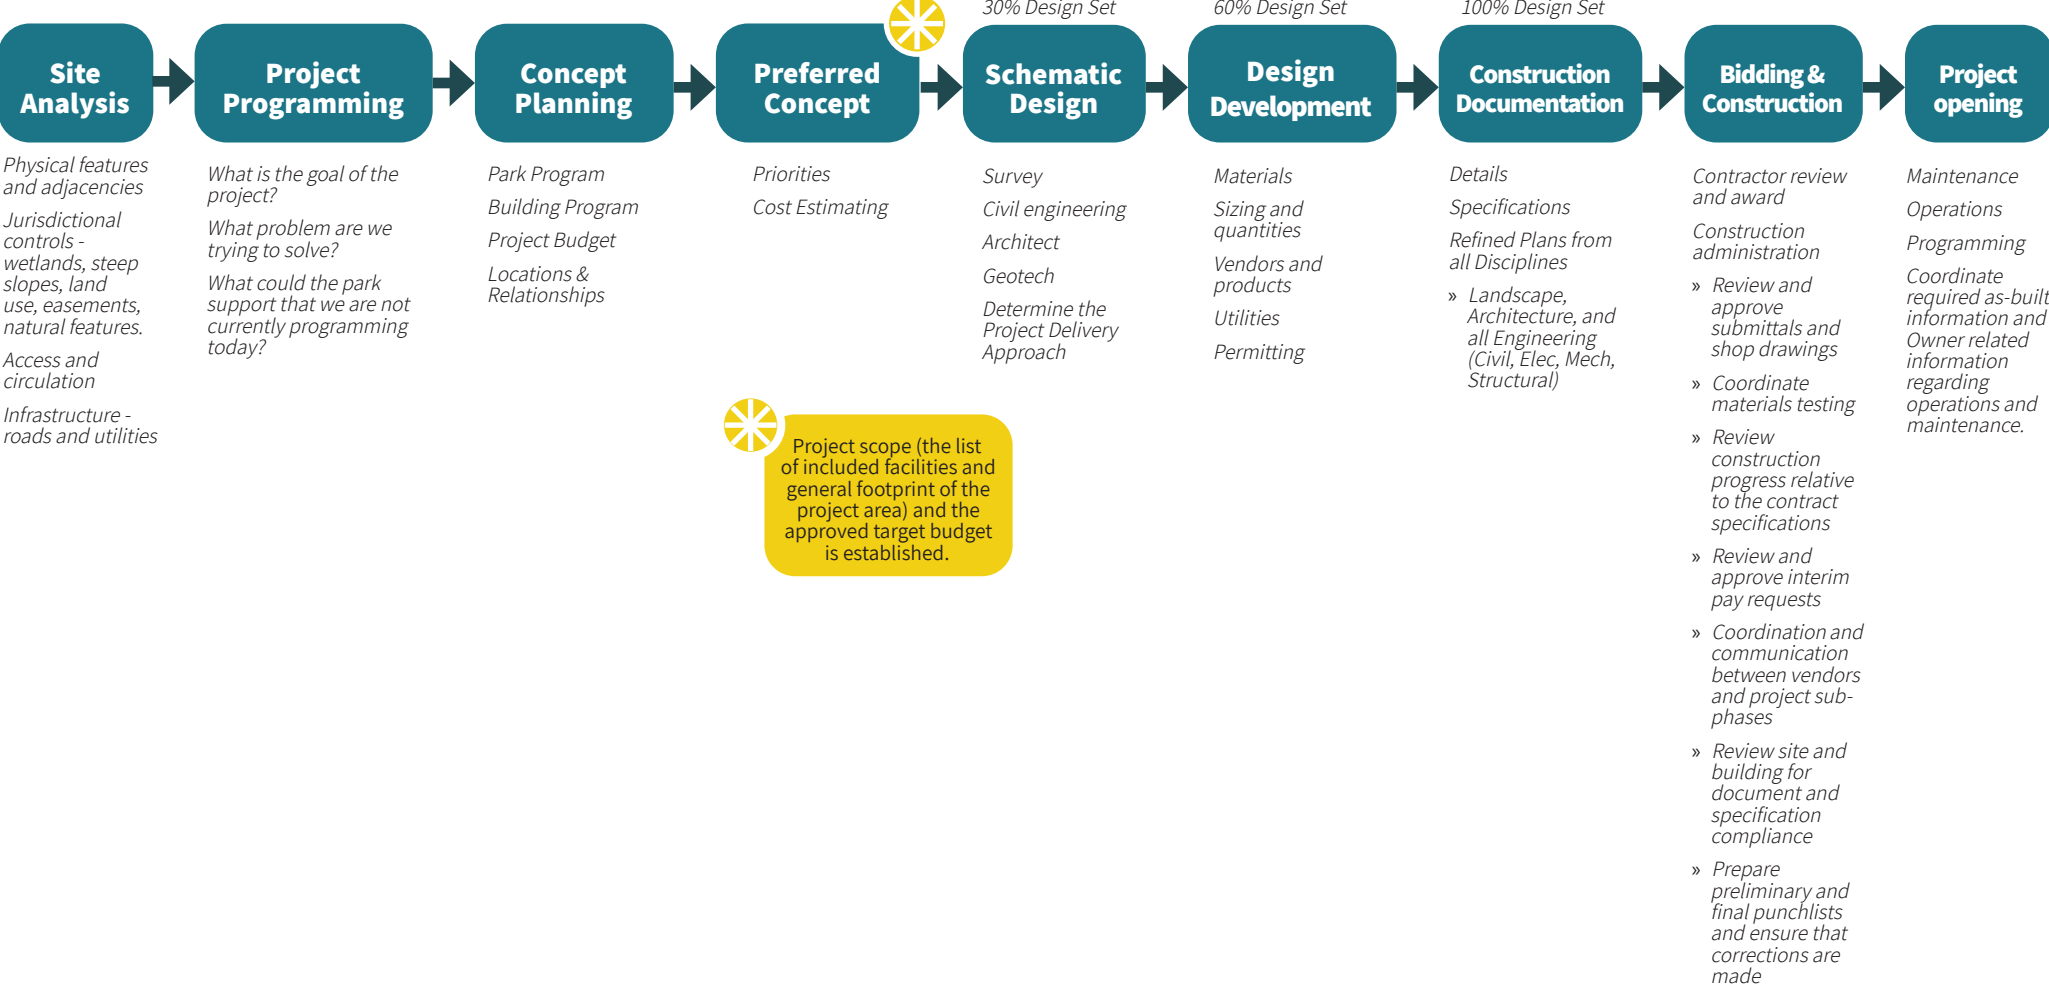 30% Design Set
60% Design Set
100% Design Set
Site
Analysis
Project
Programming
Concept
Planning
Preferred
Concept
Schematic
Design
Design
Development
Construction
Documentation
Bidding &
Construction
Project
opening
Physical features
and adjacencies
Jurisdictional
controls -
wetlands, steep
slopes, land
use, easements,
natural features.
Access and
circulation
Infrastructure -
roads and utilities
What is the goal of the
project?
What problem are we
trying to solve?
What could the park
support that we are not
currently programming
today?
Park Program
Building Program
Project Budget
Locations &
Relationships
Priorities
Cost Estimating
Project scope (the list
of included facilities and
general footprint of the
project area) and the
approved target budget
is established.
Survey
Civil engineering
Architect
Geotech
Determine the
Project Delivery
Approach
Materials
Sizing and
quantities
Vendors and
products
Utilities
Permitting
Details
Specifications
Refined Plans from
all Disciplines
» Landscape,
Architecture, and
all Engineering
(Civil, Elec, Mech,
Structural)
Contractor review
and award
Construction
administration
» Review and
approve
submittals and
shop drawings
» Coordinate
materials testing
» Review
construction
progress relative
to the contract
specifications
» Review and
approve interim
pay requests
» Coordination and
communication
between vendors
and project sub-
phases
» Review site and
building for
document and
specification
compliance
» Prepare
preliminary and
final punchlists
and ensure that
corrections are
made
Maintenance
Operations
Programming
Coordinate
required as-built
information and
Owner related
information
regarding
operations and
maintenance.